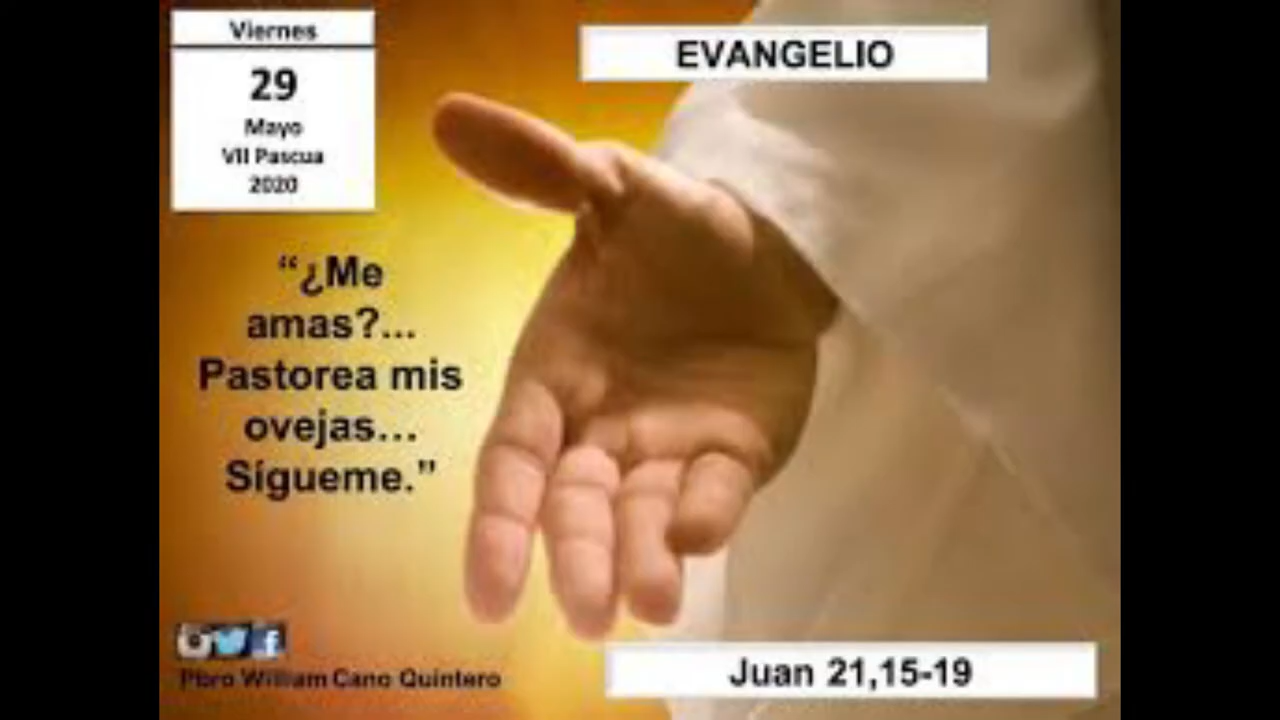 Viernes
29
Mayo
VII Pascua
2020
EVANGELIO
“¿Me
amas?...
Pastorea mis
ovejas...
Sígueme.”
Pbro William Cano Quintero
Juan 21,15-19